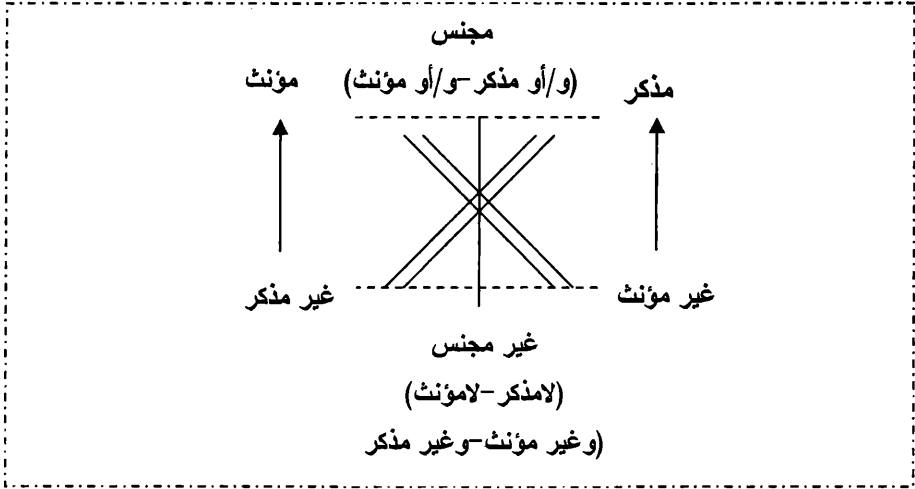 مجنس
مذكر (و/أو مذكر-و/أو مؤنث) مؤنث
غير مؤنث غير مذكر
غير مجنس
(لامذكر-لامؤنث)
(وغير مؤنث-وغير مذكر